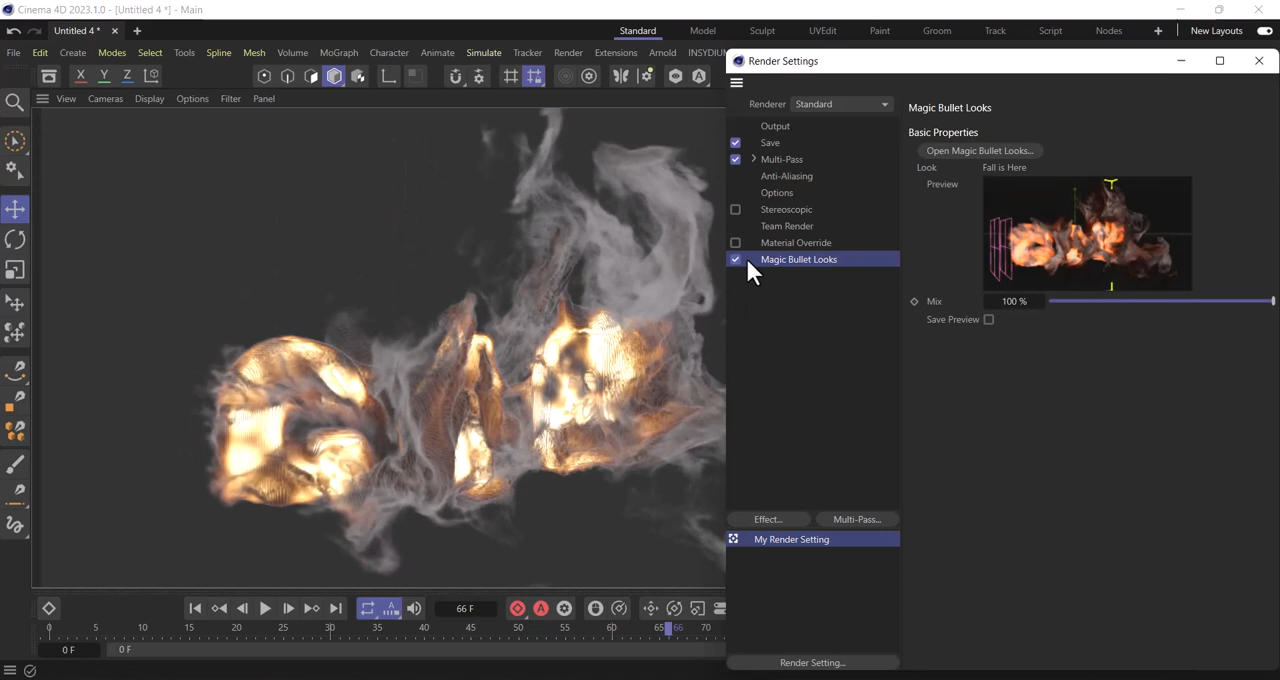 Cinema 4D 2023.1.0 - [Untitled 4 *] - Main
Untitled 4 *
Standard Model Sculpt UVEdit Paint Groom Track Script Nodes New Layouts
File Edit Create Modes Select Tools Spline Mesh Volume MoGraph Character Animate Simulate Tracker Render Extensions Arnold
X Y Z
View Cameras Display Options Filter Panel
Render Settings
Renderer Standard
Output
Save
Multi-Pass
Anti-Aliasing
Options
Stereoscopic
Team Render
Material Override
Magic Bullet Looks
Effect... Multi-Pass...
My Render Setting
Render Setting...
Magic Bullet Looks
Basic Properties
Open Magic Bullet Looks...
Look Fall is Here
Preview
Mix 100 %
Save Preview
66 F
0 5 10 15 20 25 30 35 40 45 50 55 60 65 66 70
0 F 0 F